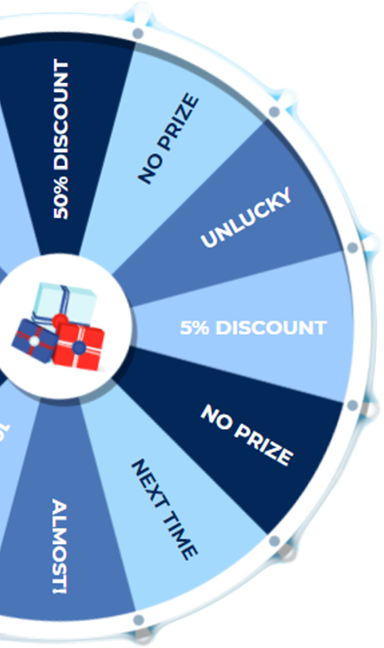 50% DISCOUNT
NO PRIZE
UNLUCKY
5% DISCOUNT
NO PRIZE
NEXT TIME
ALMOST!